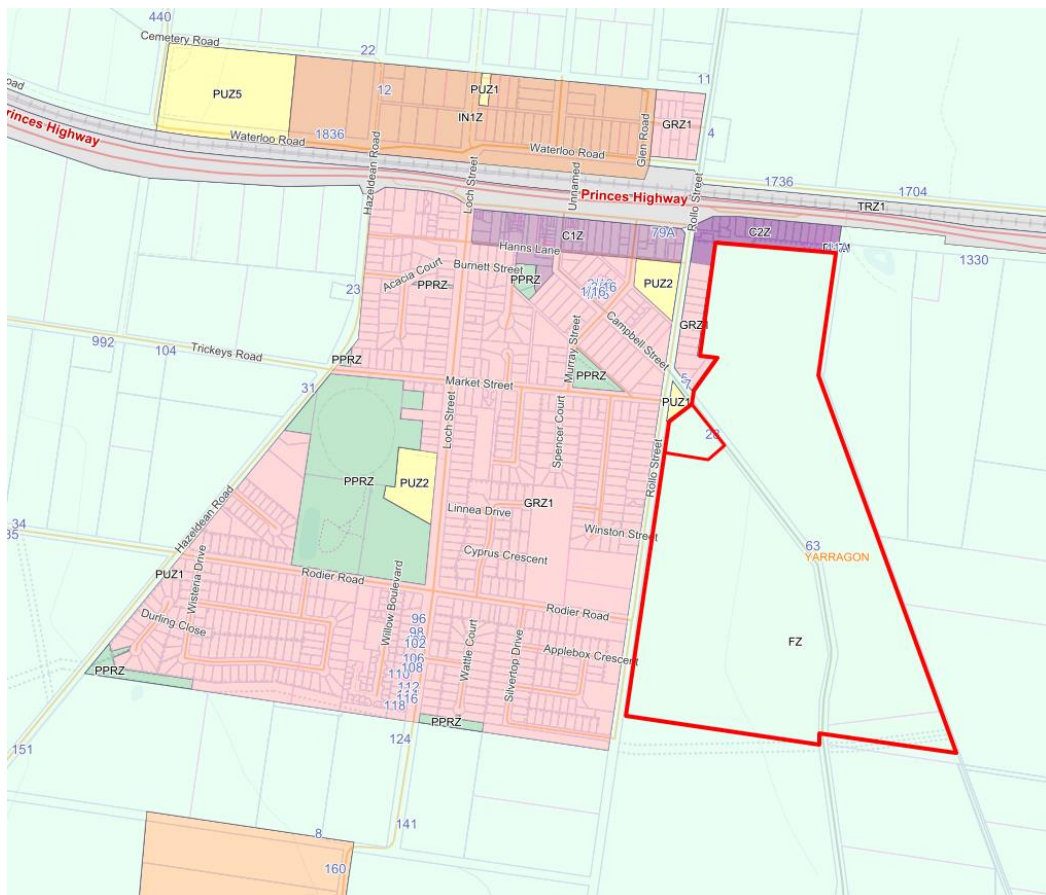 440
Cemetery Road
22
PUZ5
12
PUZ1
11
IN1Z
GRZ1
4
Princes Highway
Waterloo Road
1836
Waterloo Road
Glen Road
Hazeldean Road
Loch Street
Unnamed
Princes Highway
Rollo Street
1736
1704
TRZ1
C1Z
79A
C2Z
Hanns Lane
1330
Burnett Street
Acacia Court
PPRZ
PPRZ
PUZ2
23
Campbell Street
GRZ1
992
104
Trickeys Road
PPRZ
Murray Street
PPRZ
Market Street
31
5
7
PUZ1
Loch Street
Spencer Court
28
Rollo Street
PPRZ
PUZ2
GRZ1
Linnea Drive
Hazeldean Road
Winston Street
34
35
Cyprus Crescent
63
YARRAGON
PUZ1
Rodier Road
Wisteria Drive
Willow Boulevard
Rodier Road
Durling Close
96
98
102
Wattle Court
Silvertop Drive
Applebox Crescent
FZ
106
108
110
PPRZ
112
116
118
PPRZ
124
151
141
8
160